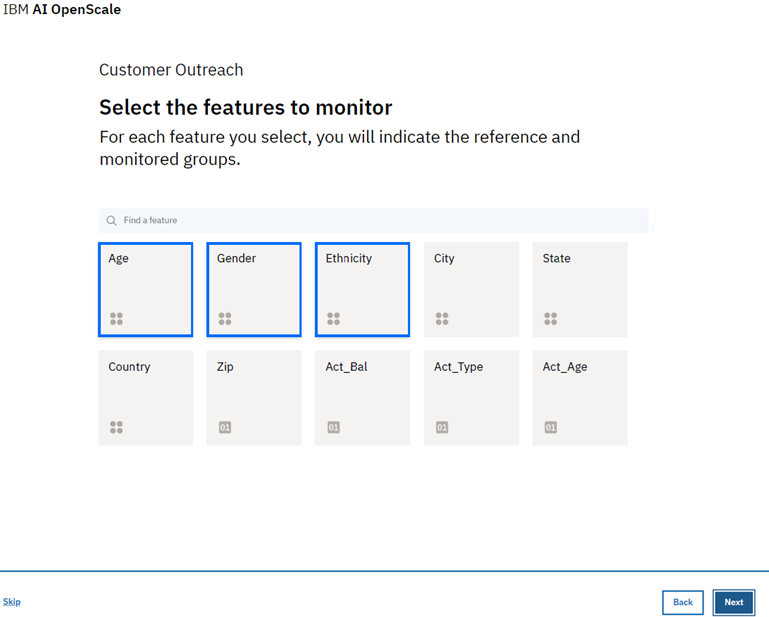 IBM AI OpenScale
Customer Outreach
Select the features to monitor
For each feature you select, you will indicate the reference and
monitored groups.
Find a feature
Age
Gender
Ethnicity
City
State
Country
Zip
Act_Bal
Act_Type
Act_Age
01
01
01
01
Skip
Back
Next